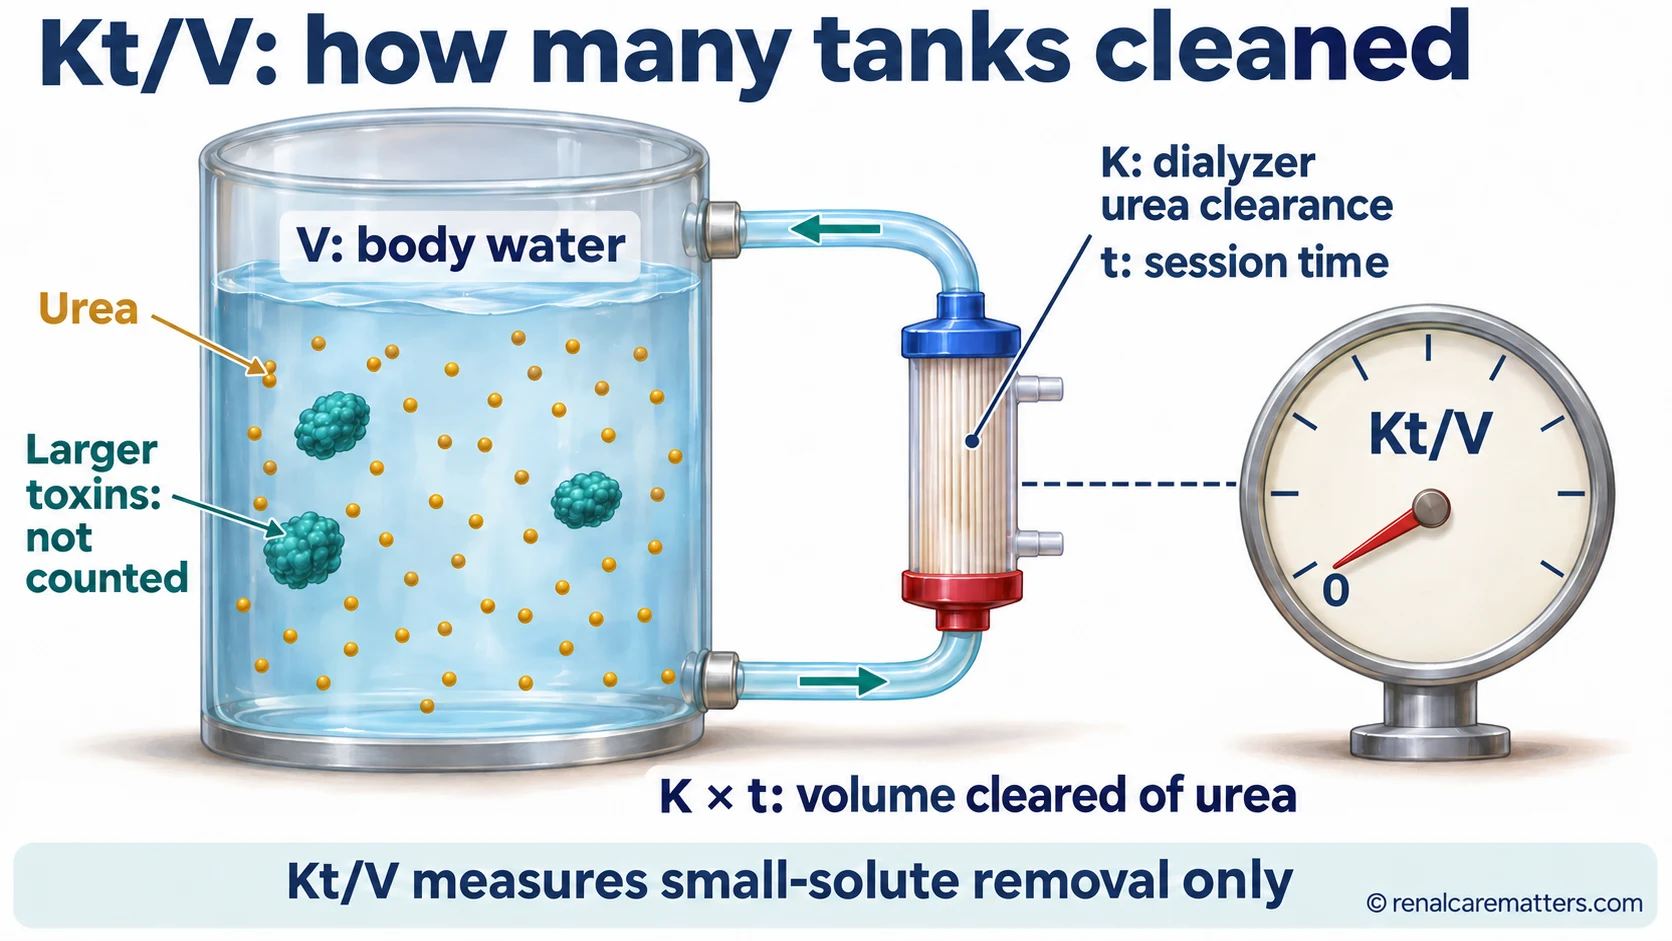 Kt/V: how many tanks cleaned
K: dialyzer
urea clearance
t: session time
V: body water
Urea
Larger
toxins:
not
counted
Kt/V
0
K × t: volume cleared of urea
Kt/V measures small-solute removal only
© renalcarematters.com